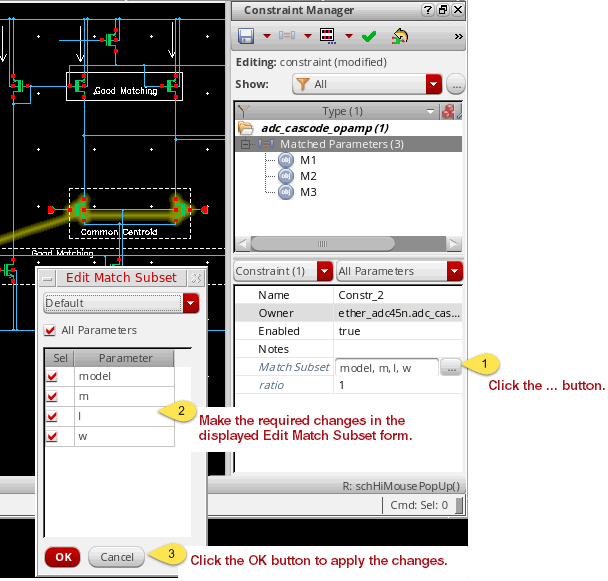 Constraint Manager
Editing: constraint (modified)
Show:
All
...
Type (1)
adc_cascode_opamp (1)
Matched Parameters (3)
obj M1
obj M2
obj M3
Good Matching
Common Centroid
Good Matching
Constraint (1)
All Parameters
Name Constr_2
Owner ether_adc45n.adc_cas...
Enabled true
Notes
Match Subset model, m, l, w ...
ratio 1
1
Click the ... button.
Edit Match Subset
Default
All Parameters
Sel Parameter
model
m
l
w
2
Make the required changes in the
displayed Edit Match Subset form.
R: schHiMousePopUp()
Cmd: Sel: 0
OK
Cancel
3
Click the OK button to apply the changes.